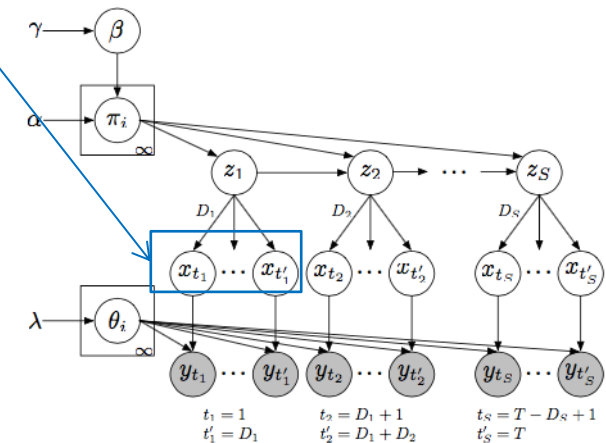 γ β
α π_i
∞
z_1 z_2 ⋯ z_S
D_1 D_2 D_S
x_{t_1} ⋯ x_{t'_1} x_{t_2} ⋯ x_{t'_2} x_{t_S} ⋯ x_{t'_S}
λ θ_i
∞
y_{t_1} ⋯ y_{t'_1} y_{t_2} ⋯ y_{t'_2} y_{t_S} ⋯ y_{t'_S}
t_1 = 1 t_2 = D_1 + 1 t_S = T − D_S + 1
t'_1 = D_1 t'_2 = D_1 + D_2 t'_S = T